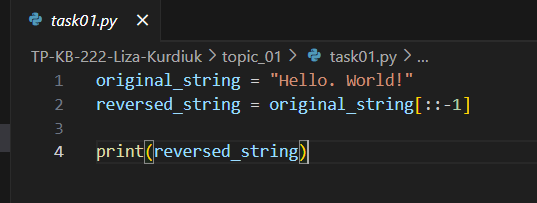 task01.py ×
TP-KB-222-Liza-Kurdiuk > topic_01 > task01.py > ...
1 original_string = "Hello. World!"
2 reversed_string = original_string[::-1]
3
4 print(reversed_string)